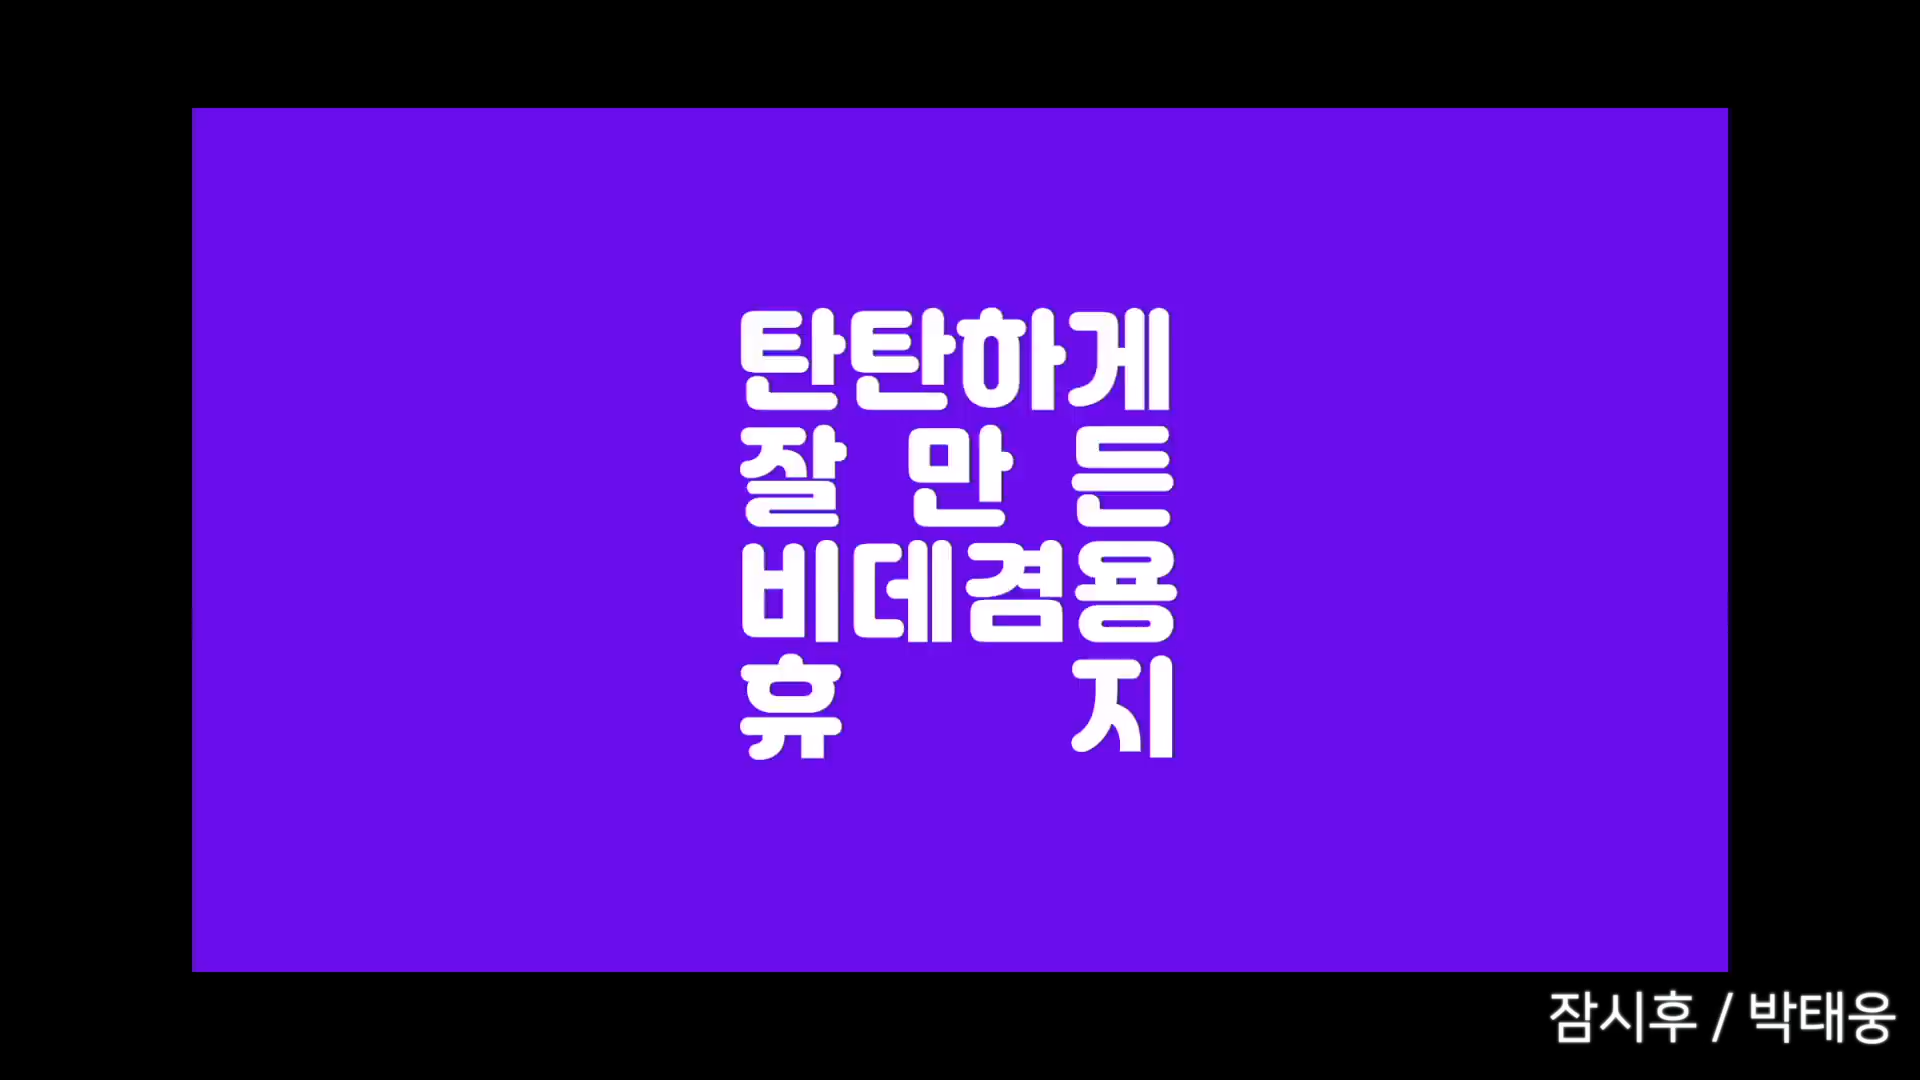 탄탄하게
잘 만 든
비데겸용
휴 지
잠시후 / 박태웅